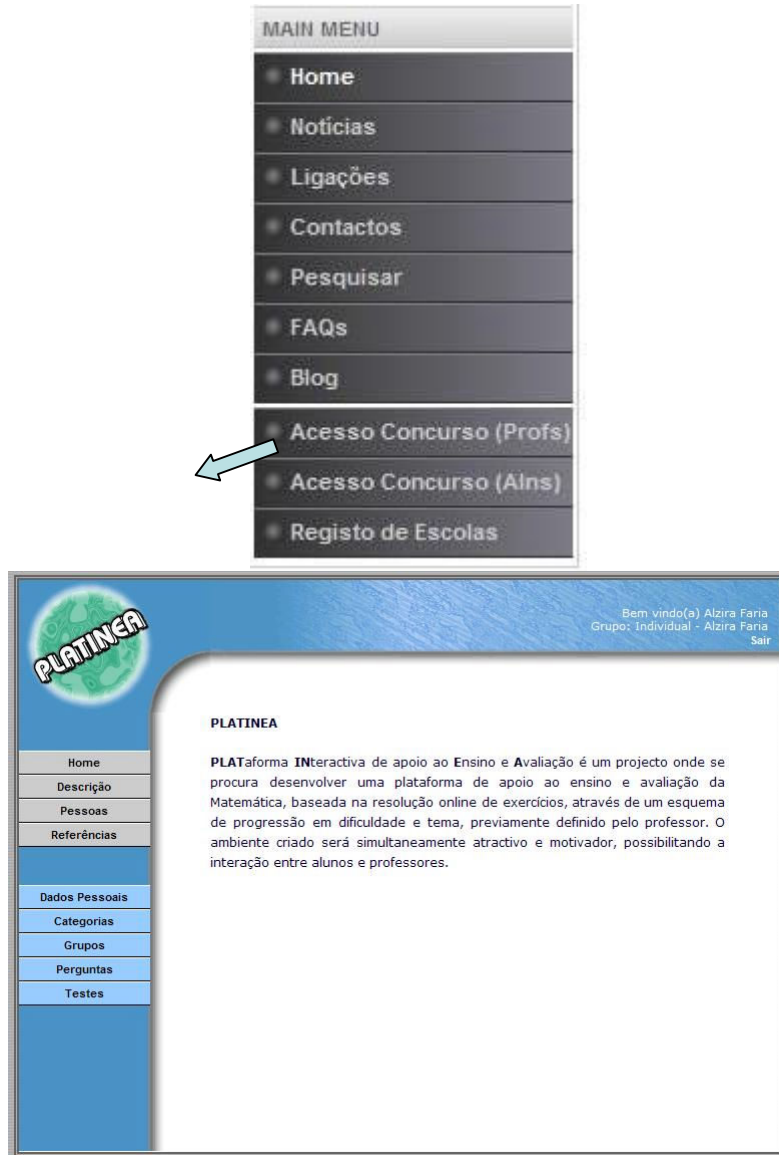 MAIN MENU
Home
Notícias
Ligações
Contactos
Pesquisar
FAQs
Blog
Acesso Concurso (Profs)
Acesso Concurso (Alns)
Registo de Escolas
PLATINEA
Bem vindo(a) Alzira Faria
Grupo: Individual - Alzira Faria
Sair
Home
Descrição
Pessoas
Referências
Dados Pessoais
Categorias
Grupos
Perguntas
Testes
PLATINEA
PLATaforma INteractiva de apoio ao Ensino e Avaliação é um projecto onde se
procura desenvolver uma plataforma de apoio ao ensino e avaliação da
Matemática, baseada na resolução online de exercícios, através de um esquema
de progressão em dificuldade e tema, previamente definido pelo professor. O
ambiente criado será simultaneamente atractivo e motivador, possibilitando a
interação entre alunos e professores.